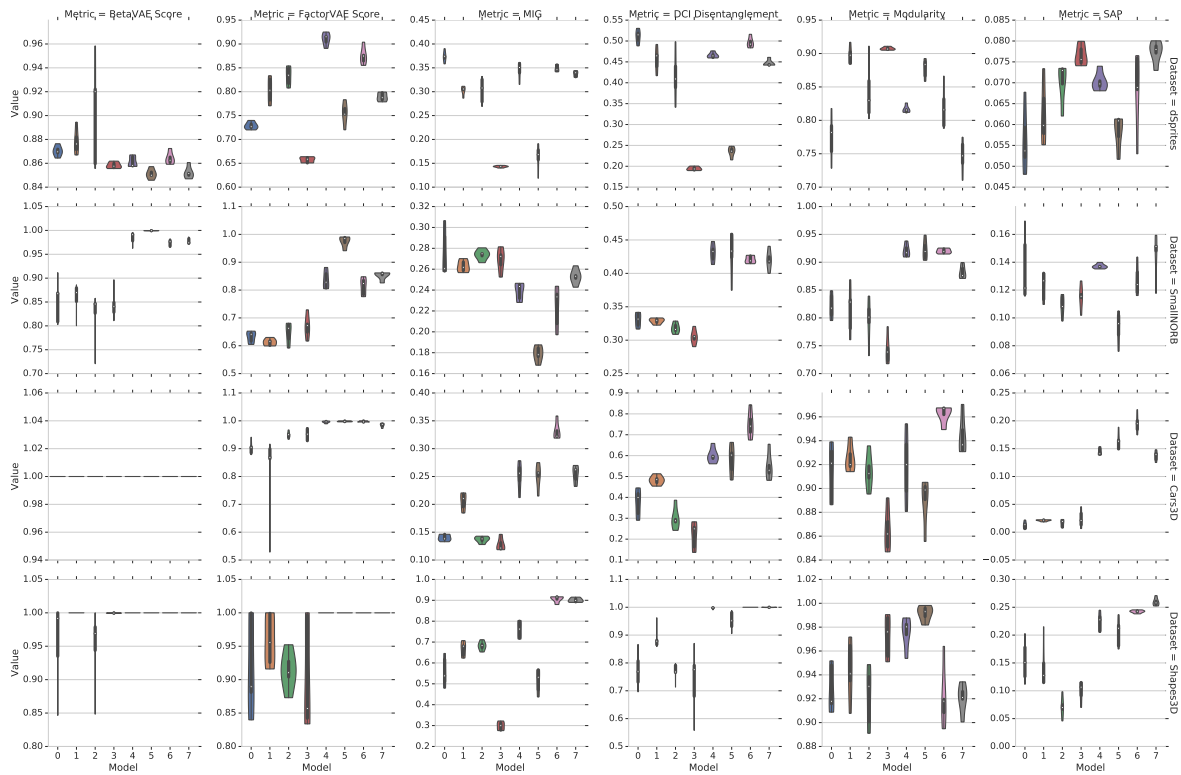 Metric = BetaVAE Score Metric = FactorVAE Score Metric = MIG Metric = DCI Disentanglement Metric = Modularity Metric = SAP
0.96 0.95 0.45 0.55 0.95 0.085
0.94 0.90 0.40 0.50 0.90 0.080
0.92 0.85 0.35 0.45 0.85 0.075
0.90 0.80 0.30 0.40 0.80 0.070
0.88 0.75 0.25 0.35 0.75 0.065
0.86 0.70 0.20 0.30 0.70 0.060
0.84 0.65 0.15 0.25 0.055
0.60 0.10 0.20 0.050
0.15 0.045
Value
Dataset = dSprites
1.05 1.1 0.32 0.50 1.00 0.18
1.00 1.0 0.30 0.45 0.95 0.16
0.95 0.9 0.28 0.40 0.90 0.14
0.90 0.8 0.26 0.35 0.85 0.12
0.85 0.7 0.24 0.30 0.80 0.10
0.80 0.6 0.22 0.25 0.75 0.08
0.75 0.5 0.20 0.70 0.06
0.70 0.4 0.18
0.16
Value
Dataset = SmallNORB
1.06 1.1 0.40 0.9 0.96 0.25
1.04 1.0 0.35 0.8 0.94 0.20
1.02 0.9 0.30 0.7 0.92 0.15
1.00 0.8 0.25 0.6 0.90 0.10
0.98 0.7 0.20 0.5 0.88 0.05
0.96 0.6 0.15 0.4 0.86 0.00
0.94 0.5 0.10 0.3 0.84 −0.05
0.2
0.1
Value
Dataset = Cars3D
1.05 1.05 1.0 1.1 1.02 0.30
1.00 1.00 0.9 1.0 1.00 0.25
0.95 0.95 0.8 0.9 0.98 0.20
0.90 0.90 0.7 0.8 0.96 0.15
0.85 0.85 0.6 0.7 0.94 0.10
0.80 0.80 0.5 0.6 0.92 0.05
0.4 0.5 0.90 0.00
0.3 0.88
0.2
Value
Dataset = Shapes3D
0 1 2 3 4 5 6 7 0 1 2 3 4 5 6 7 0 1 2 3 4 5 6 7 0 1 2 3 4 5 6 7 0 1 2 3 4 5 6 7 0 1 2 3 4 5 6 7
Model Model Model Model Model Model